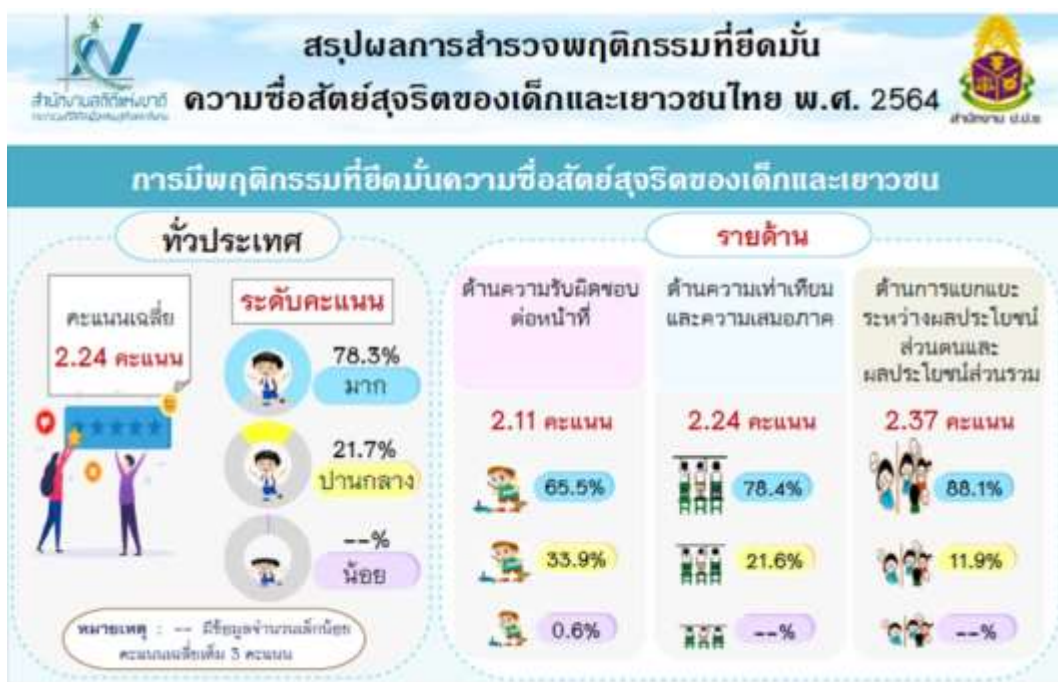 สรุปผลการสำรวจพฤติกรรมที่ยึดมั่น
ความซื่อสัตย์สุจริตของเด็กและเยาวชนไทย พ.ศ. 2564
สำนักงานสถิติแห่งชาติ
สำนักงาน ป.ป.ช.
การมีพฤติกรรมที่ยึดมั่นความซื่อสัตย์สุจริตของเด็กและเยาวชน
ทั่วประเทศ
คะแนนเฉลี่ย
2.24 คะแนน
ระดับคะแนน
78.3%
มาก
21.7%
ปานกลาง
--%
น้อย
หมายเหตุ : -- มีข้อมูลจำนวนเล็กน้อย
คะแนนเฉลี่ยเต็ม 3 คะแนน
รายด้าน
ด้านความรับผิดชอบ
ต่อหน้าที่
2.11 คะแนน
65.5%
33.9%
0.6%
ด้านความเท่าเทียม
และความเสมอภาค
2.24 คะแนน
78.4%
21.6%
--%
ด้านการแยกแยะ
ระหว่างผลประโยชน์
ส่วนตนและ
ผลประโยชน์ส่วนรวม
2.37 คะแนน
88.1%
11.9%
--%